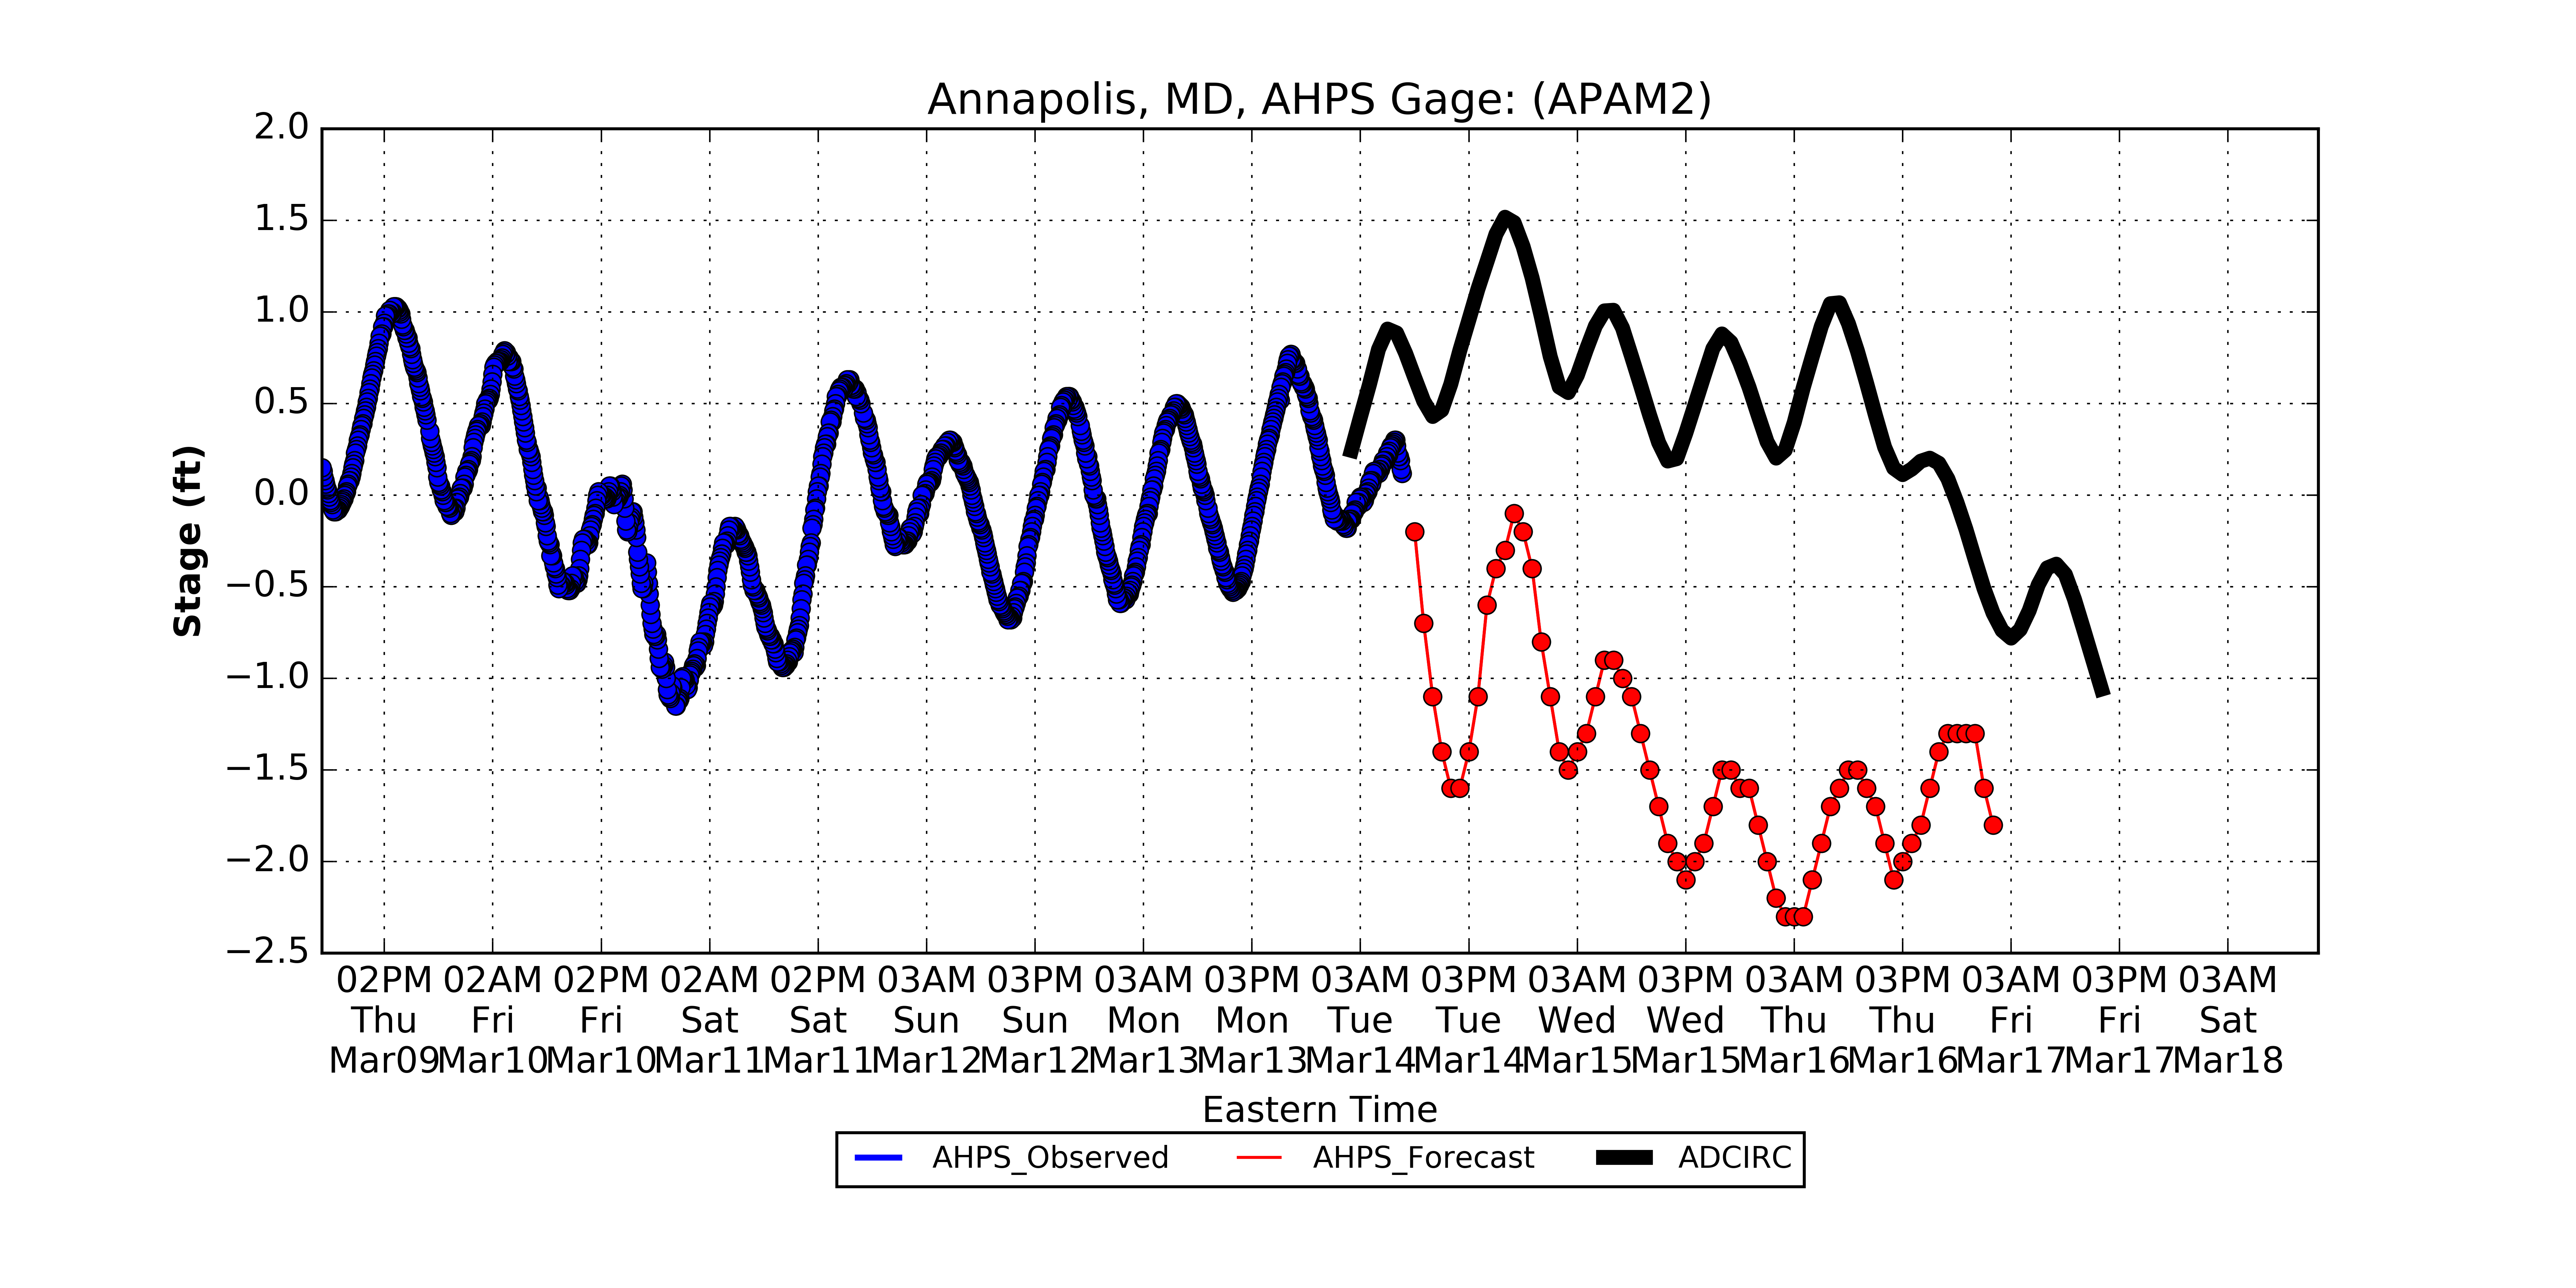 Annapolis, MD, AHPS Gage: (APAM2)
2.0
1.5
1.0
0.5
0.0
−0.5
−1.0
−1.5
−2.0
−2.5
Stage (ft)
02PM 02AM 02PM 02AM 02PM 03AM 03PM 03AM 03PM 03AM 03PM 03AM 03PM 03AM 03PM 03AM 03PM 03AM
Thu Fri Fri Sat Sat Sun Sun Mon Mon Tue Tue Wed Wed Thu Thu Fri Fri Sat
Mar09 Mar10 Mar10 Mar11 Mar11 Mar12 Mar12 Mar13 Mar13 Mar14 Mar14 Mar15 Mar15 Mar16 Mar16 Mar17 Mar17 Mar18
Eastern Time
AHPS_Observed AHPS_Forecast ADCIRC